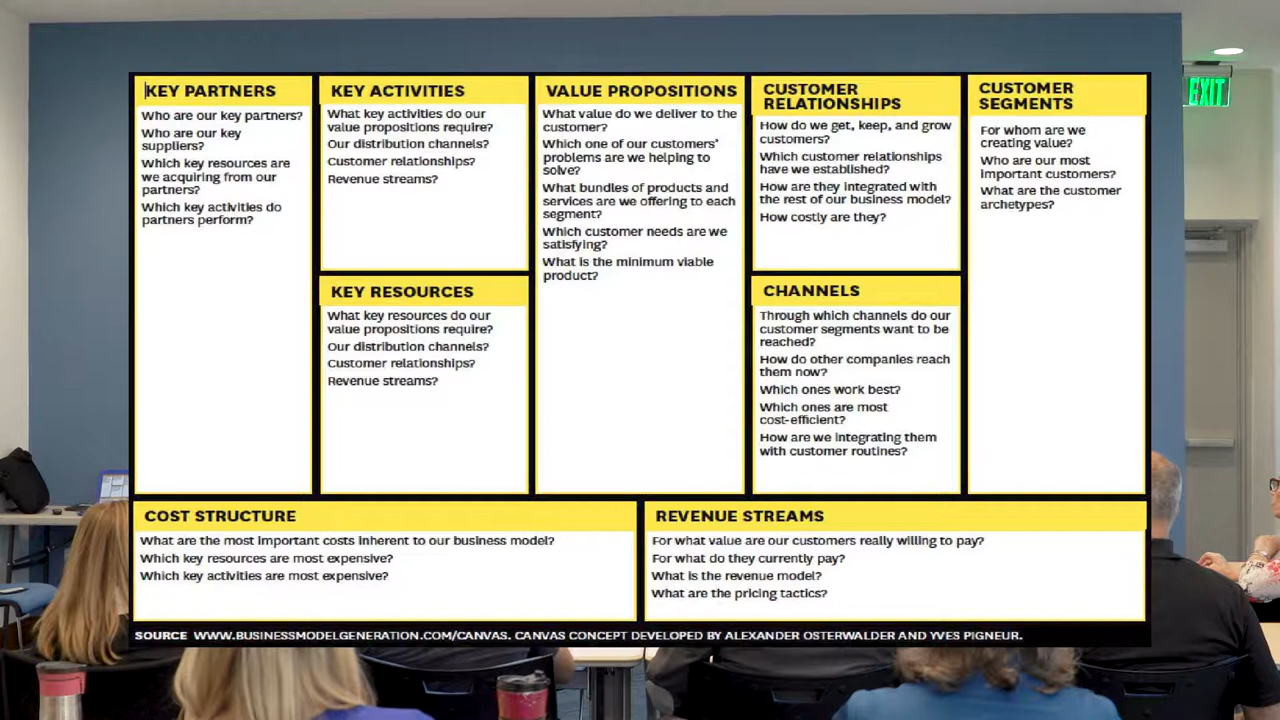 KEY PARTNERS
Who are our key partners?
Who are our key
suppliers?
Which key resources are
we acquiring from our
partners?
Which key activities do
partners perform?
KEY ACTIVITIES
What key activities do our
value propositions require?
Our distribution channels?
Customer relationships?
Revenue streams?
KEY RESOURCES
What key resources do our
value propositions require?
Our distribution channels?
Customer relationships?
Revenue streams?
VALUE PROPOSITIONS
What value do we deliver to the
customer?
Which one of our customers'
problems are we helping to
solve?
What bundles of products and
services are we offering to each
segment?
Which customer needs are we
satisfying?
What is the minimum viable
product?
CUSTOMER
RELATIONSHIPS
How do we get, keep, and grow
customers?
Which customer relationships
have we established?
How are they integrated with
the rest of our business model?
How costly are they?
CHANNELS
Through which channels do our
customer segments want to be
reached?
How do other companies reach
them now?
Which ones work best?
Which ones are most
cost-efficient?
How are we integrating them
with customer routines?
CUSTOMER
SEGMENTS
For whom are we
creating value?
Who are our most
important customers?
What are the customer
archetypes?
COST STRUCTURE
What are the most important costs inherent to our business model?
Which key resources are most expensive?
Which key activities are most expensive?
REVENUE STREAMS
For what value are our customers really willing to pay?
For what do they currently pay?
What is the revenue model?
What are the pricing tactics?
SOURCE WWW.BUSINESSMODELGENERATION.COM/CANVAS. CANVAS CONCEPT DEVELOPED BY ALEXANDER OSTERWALDER AND YVES PIGNEUR.
EXIT